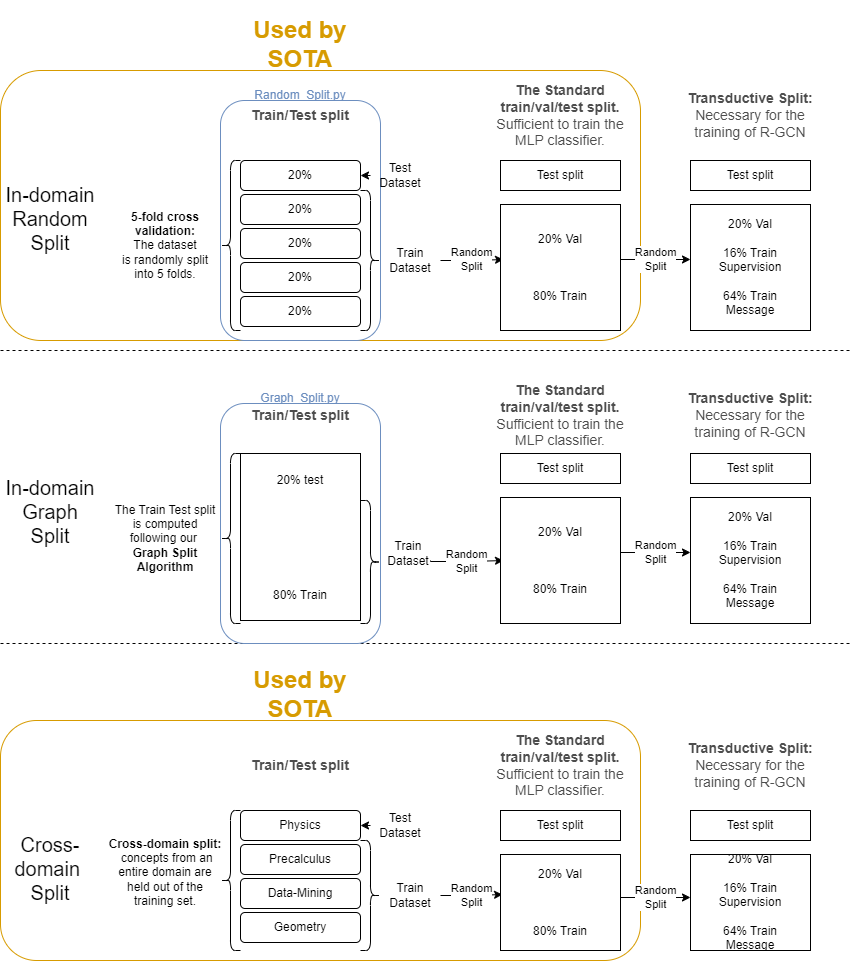 Used by
SOTA
Random_Split.py
Train/Test split
The Standard
train/val/test split.
Sufficient to train the
MLP classifier.
Transductive Split:
Necessary for the
training of R-GCN
In-domain
Random
Split
5-fold cross
validation:
The dataset
is randomly split
into 5 folds.
20%
20%
20%
20%
20%
Test
Dataset
Train
Dataset
Random
Split
Test split
20% Val
80% Train
Random
Split
Test split
20% Val
16% Train
Supervision
64% Train
Message
Graph_Split.py
Train/Test split
The Standard
train/val/test split.
Sufficient to train the
MLP classifier.
Transductive Split:
Necessary for the
training of R-GCN
In-domain
Graph
Split
The Train Test split
is computed
following our
Graph Split
Algorithm
20% test
80% Train
Train
Dataset
Random
Split
Test split
20% Val
80% Train
Random
Split
Test split
20% Val
16% Train
Supervision
64% Train
Message
Used by
SOTA
Train/Test split
The Standard
train/val/test split.
Sufficient to train the
MLP classifier.
Transductive Split:
Necessary for the
training of R-GCN
Cross-
domain
Split
Cross-domain split:
concepts from an
entire domain are
held out of the
training set.
Physics
Precalculus
Data-Mining
Geometry
Test
Dataset
Train
Dataset
Random
Split
Test split
20% Val
80% Train
Random
Split
Test split
20% Val
16% Train
Supervision
64% Train
Message